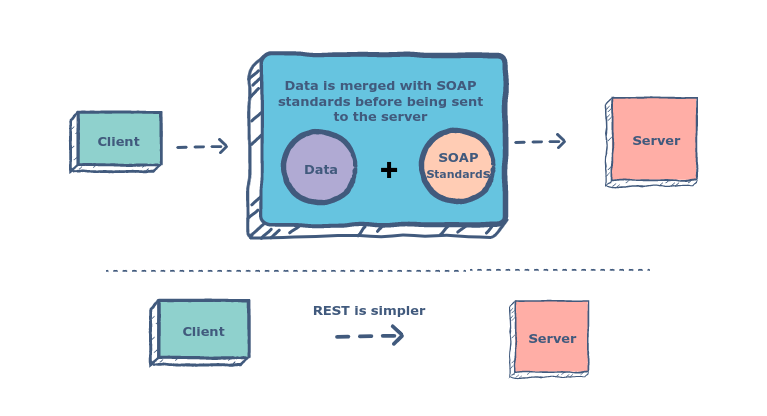 Data is merged with SOAP
standards before being sent
to the server
Client
Data
+
SOAP
Standards
Server
REST is simpler
Client
Server